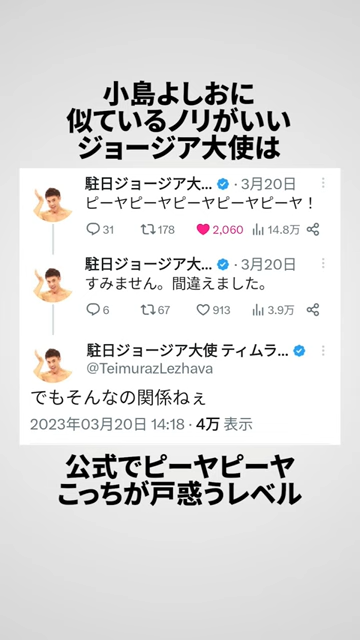 小島よしおに
似ているノリがいい
ジョージア大使は
駐日ジョージア大... · 3月20日
ピーヤピーヤピーヤピーヤピーヤ！
31 178 2,060 14.8万
駐日ジョージア大... · 3月20日
すみません。間違えました。
6 67 913 3.9万
駐日ジョージア大使 ティムラ...
@TeimurazLezhava
でもそんなの関係ねぇ
2023年03月20日 14:18 · 4万 表示
公式でピーヤピーヤ
こっちが戸惑うレベル